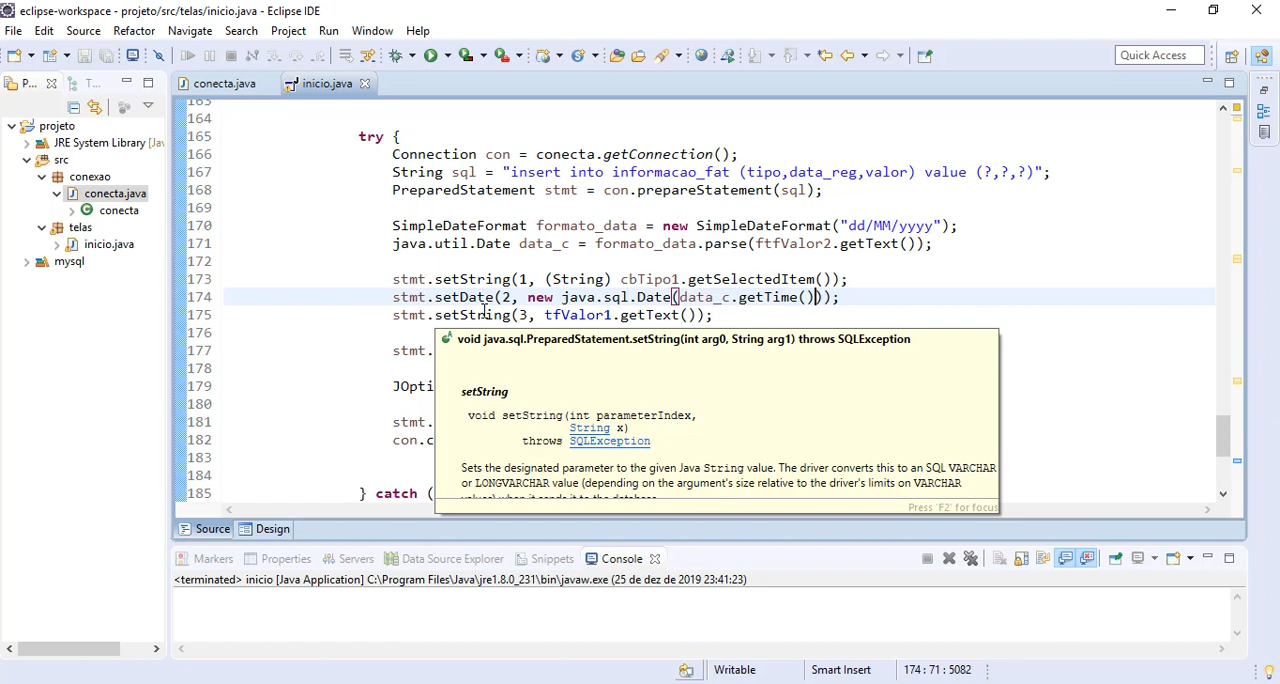 eclipse-workspace - projeto/src/telas/inicio.java - Eclipse IDE
File Edit Source Refactor Navigate Search Project Run Window Help
Quick Access
P... T... conecta.java inicio.java
projeto
JRE System Library [Jav
src
conexao
conecta.java
conecta
telas
inicio.java
mysql
163
164
165 try {
166 Connection con = conecta.getConnection();
167 String sql = "insert into informacao_fat (tipo,data_reg,valor) value (?,?,?)";
168 PreparedStatement stmt = con.prepareStatement(sql);
169
170 SimpleDateFormat formato_data = new SimpleDateFormat("dd/MM/yyyy");
171 java.util.Date data_c = formato_data.parse(ftfValor2.getText());
172
173 stmt.setString(1, (String) cbTipo1.getSelectedItem());
174 stmt.setDate(2, new java.sql.Date(data_c.getTime()));
175 stmt.setString(3, tfValor1.getText());
176
177 stmt.
178
179 JOpti
180
181 stmt.
182 con.c
183
184
185 } catch (
void java.sql.PreparedStatement.setString(int arg0, String arg1) throws SQLException
setString
void setString(int parameterIndex,
String x)
throws SQLException
Sets the designated parameter to the given Java String value. The driver converts this to an SQL VARCHAR
or LONGVARCHAR value (depending on the argument's size relative to the driver's limits on VARCHAR
values) when it sends it to the database.
Press 'F2' for focus
Source Design
Markers Properties Servers Data Source Explorer Snippets Console
<terminated> inicio [Java Application] C:\Program Files\Java\jre1.8.0_231\bin\javaw.exe (25 de dez de 2019 23:41:23)
Writable Smart Insert 174 : 71 : 5082